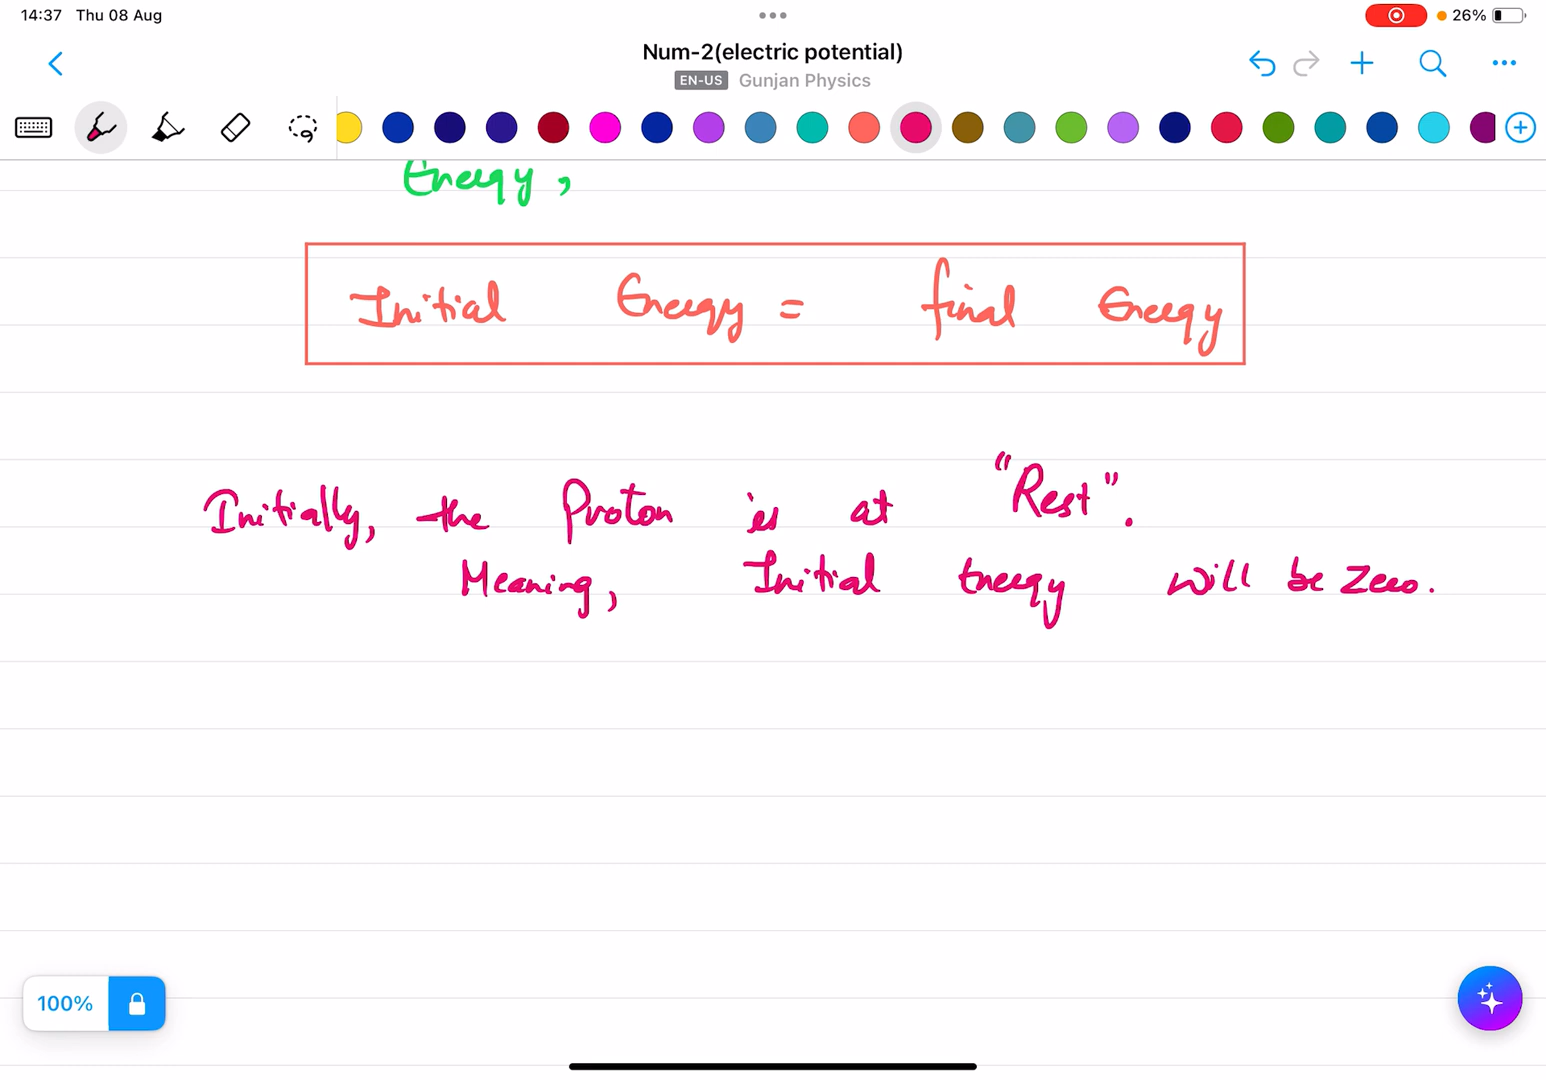 14:37 Thu 08 Aug
26%
Num-2(electric potential)
EN-US Gunjan Physics
Energy,
Initial Energy = final Energy
Initially, the Proton is at "Rest".
Meaning, Initial Energy will be Zero.
100%